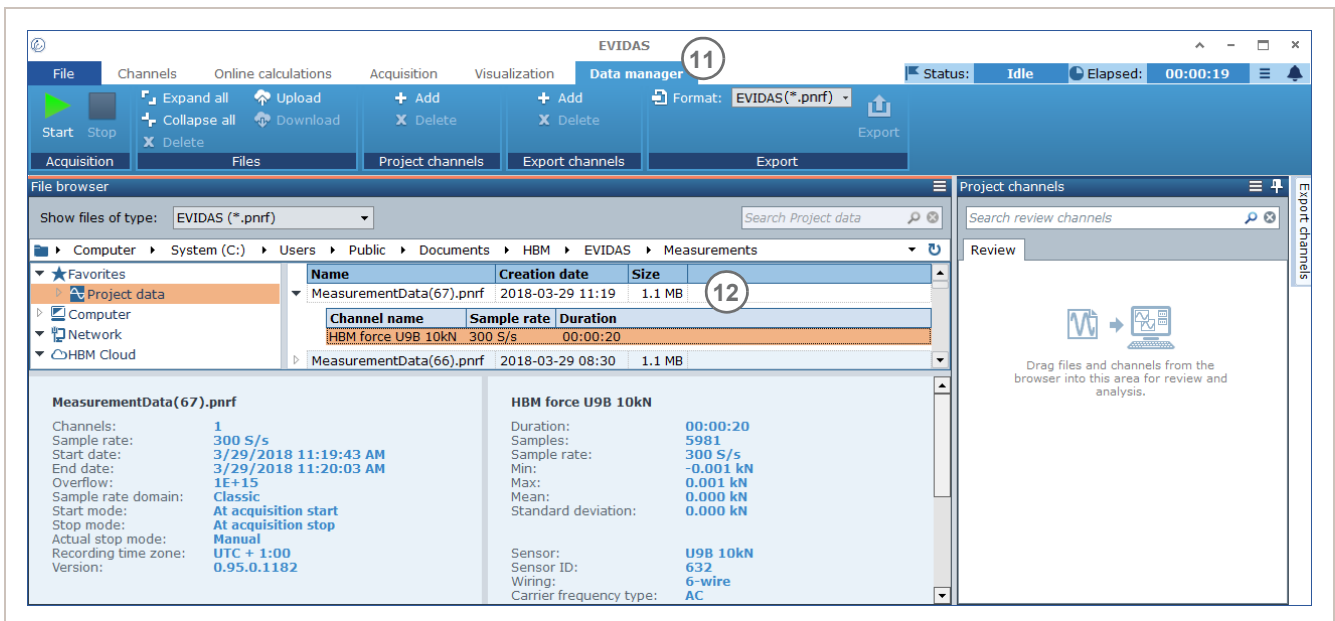 EVIDAS
11
File Channels Online calculations Acquisition Visualization Data manager Status: Idle Elapsed: 00:00:19
Expand all Upload + Add + Add Format: EVIDAS(*.pnrf)
Start Stop Collapse all Download X Delete X Delete Export
X Delete
Acquisition Files Project channels Export channels Export
File browser
Show files of type: EVIDAS (*.pnrf) Search Project data
Computer System (C:) Users Public Documents HBM EVIDAS Measurements
Favorites
Project data
Computer
Network
HBM Cloud
Name Creation date Size
MeasurementData(67).pnrf 2018-03-29 11:19 1.1 MB
12
Channel name Sample rate Duration
HBM force U9B 10kN 300 S/s 00:00:20
MeasurementData(66).pnrf 2018-03-29 08:30 1.1 MB
MeasurementData(67).pnrf
Channels: 1
Sample rate: 300 S/s
Start date: 3/29/2018 11:19:43 AM
End date: 3/29/2018 11:20:03 AM
Overflow: 1E+15
Sample rate domain: Classic
Start mode: At acquisition start
Stop mode: At acquisition stop
Actual stop mode: Manual
Recording time zone: UTC + 1:00
Version: 0.95.0.1182
HBM force U9B 10kN
Duration: 00:00:20
Samples: 5981
Sample rate: 300 S/s
Min: -0.001 kN
Max: 0.001 kN
Mean: 0.000 kN
Standard deviation: 0.000 kN
Sensor: U9B 10kN
Sensor ID: 632
Wiring: 6-wire
Carrier frequency type: AC
Project channels
Search review channels
Review
Drag files and channels from the
browser into this area for review and
analysis.
Export channels